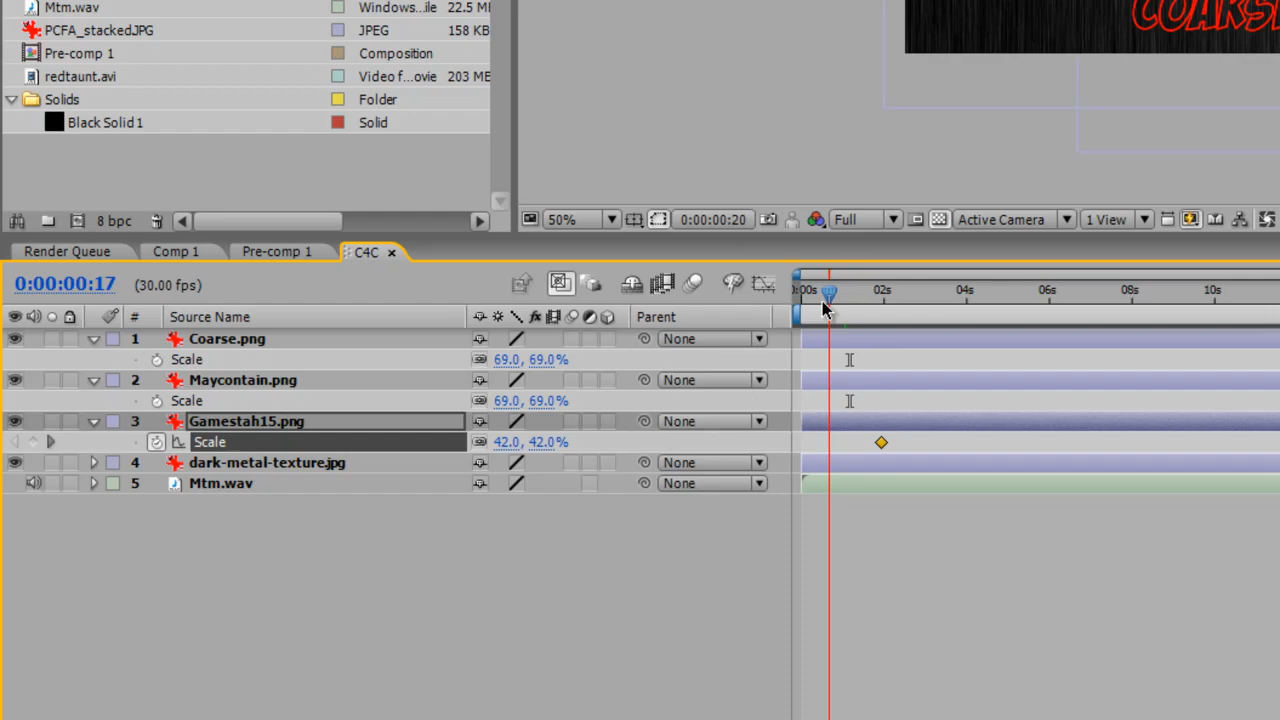 Mtm.wav Windows...ile 22.5 M
PCFA_stackedJPG JPEG 158 KB
Pre-comp 1 Composition
redtaunt.avi Video f...ovie 203 ME
Solids Folder
Black Solid 1 Solid
COARS
8 bpc 50% 0:00:00:20 Full Active Camera 1 View
Render Queue Comp 1 Pre-comp 1 C4C x
0:00:00:17 (30.00 fps)
:00s 02s 04s 06s 08s 10s
# Source Name Parent
1 Coarse.png None
Scale 69.0, 69.0%
2 Maycontain.png None
Scale 69.0, 69.0%
3 Gamestah15.png None
Scale 42.0, 42.0%
4 dark-metal-texture.jpg None
5 Mtm.wav None